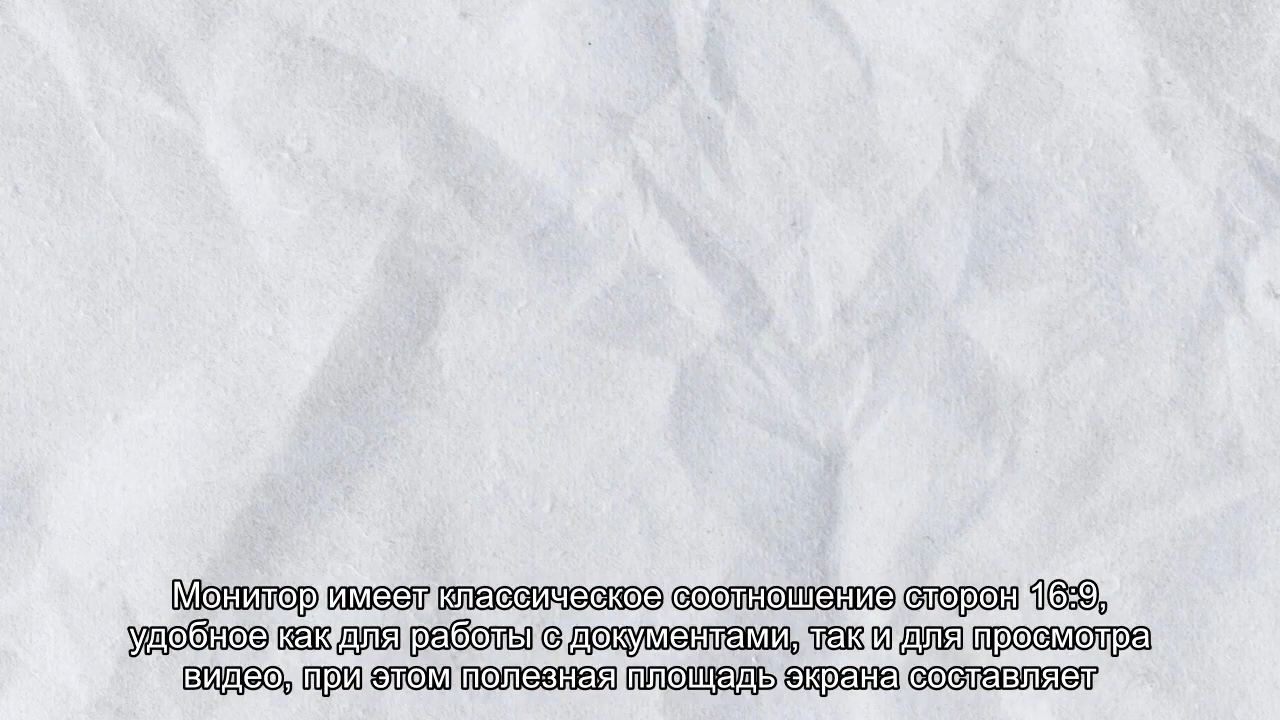 Монитор имеет классическое соотношение сторон 16:9,
удобное как для работы с документами, так и для просмотра
видео, при этом полезная площадь экрана составляет